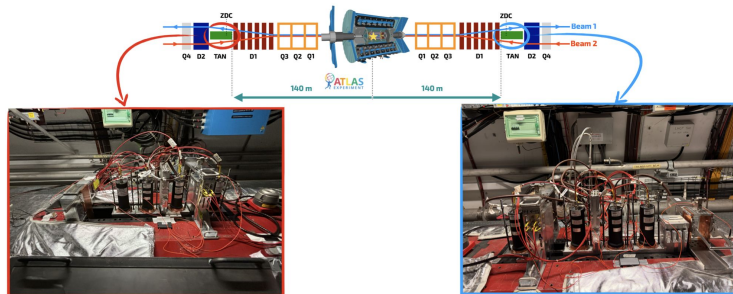 ZDC ZDC
Beam 1
Beam 2
Q4 D2 TAN D1 Q3 Q2 Q1 Q1 Q2 Q3 D1 TAN D2 Q4
140 m 140 m
ATLAS
EXPERIMENT